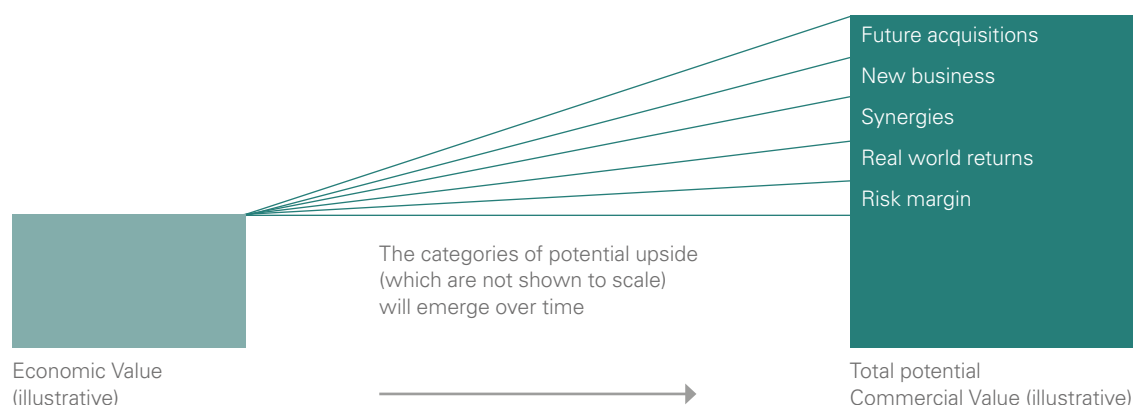 Future acquisitions
New business
Synergies
Real world returns
Risk margin
The categories of potential upside
(which are not shown to scale)
will emerge over time
Economic Value
(illustrative)
Total potential
Commercial Value (illustrative)